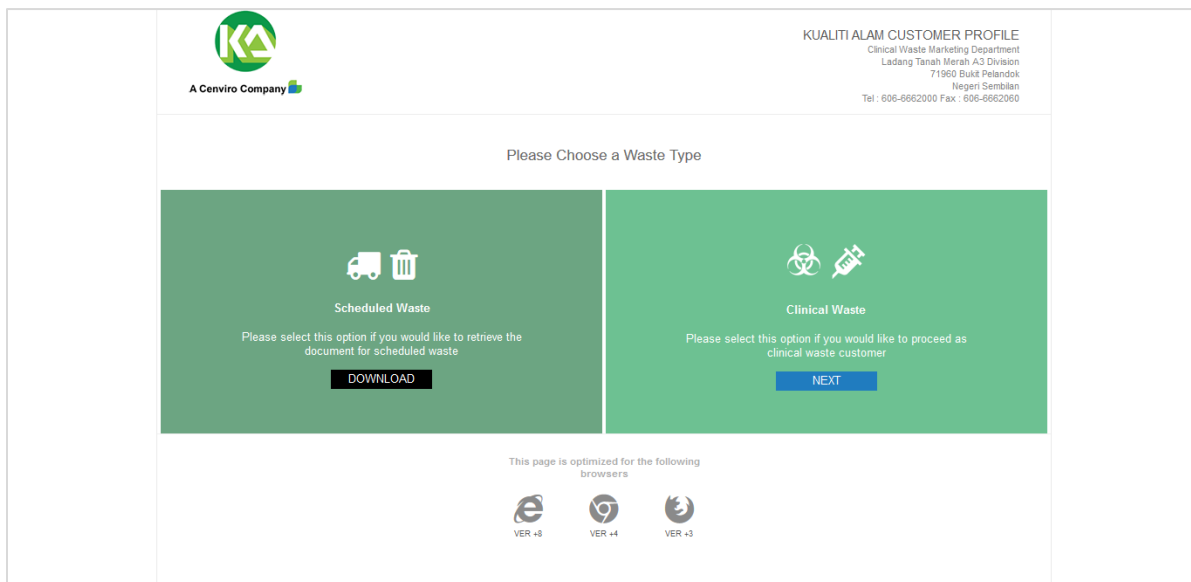 KA
A Cenviro Company
KUALITI ALAM CUSTOMER PROFILE
Clinical Waste Marketing Department
Ladang Tanah Merah A3 Division
71960 Bukit Pelandok
Negeri Sembilan
Tel : 606-6662000 Fax : 606-6662060
Please Choose a Waste Type
Scheduled Waste
Please select this option if you would like to retrieve the
document for scheduled waste
DOWNLOAD
Clinical Waste
Please select this option if you would like to proceed as
clinical waste customer
NEXT
This page is optimized for the following
browsers
VER +8
VER +4
VER +3